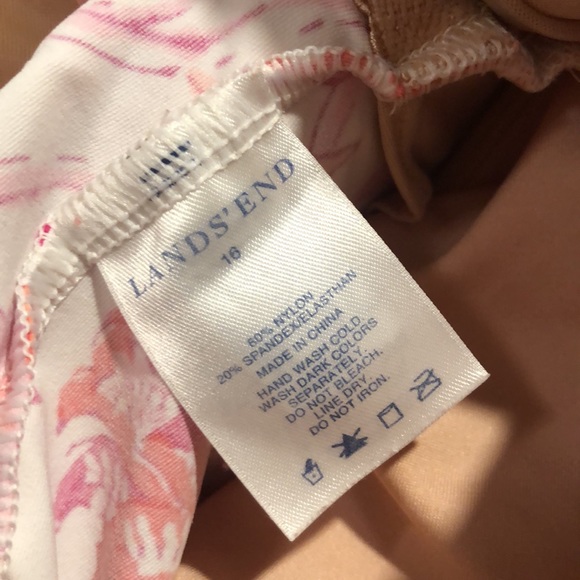 LANDS' END
16
80% NYLON
20% SPANDEX/ELASTHAN
MADE IN CHINA
HAND WASH COLD.
WASH DARK COLORS
SEPARATELY.
DO NOT BLEACH.
LINE DRY.
DO NOT IRON.